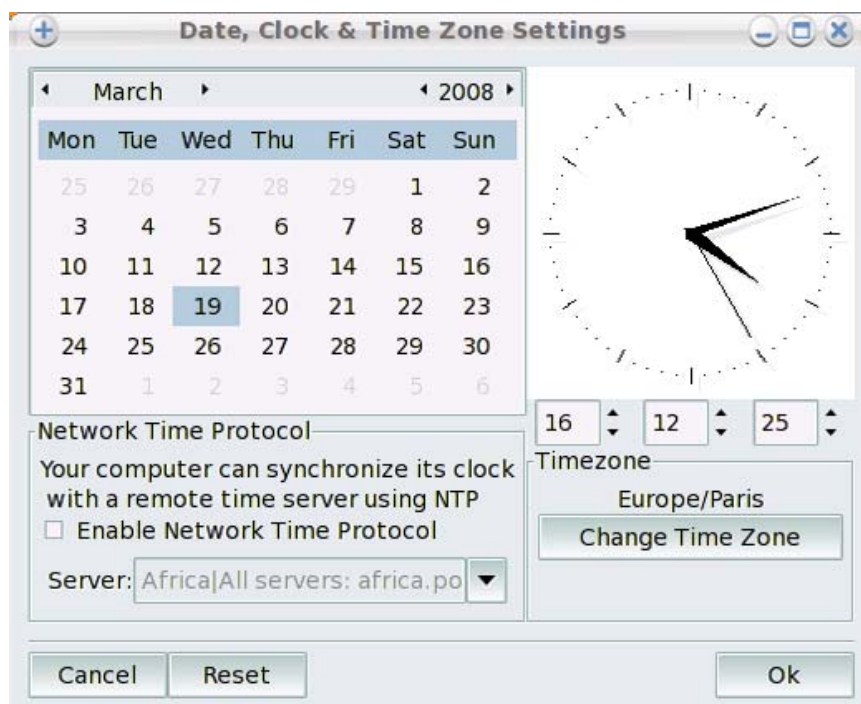 Date, Clock & Time Zone Settings
March 2008
Mon Tue Wed Thu Fri Sat Sun
25 26 27 28 29 1 2
3 4 5 6 7 8 9
10 11 12 13 14 15 16
17 18 19 20 21 22 23
24 25 26 27 28 29 30
31 1 2 3 4 5 6
16 12 25
Network Time Protocol
Your computer can synchronize its clock
with a remote time server using NTP
Enable Network Time Protocol
Server: Africa|All servers: africa.po
Timezone
Europe/Paris
Change Time Zone
Cancel Reset Ok